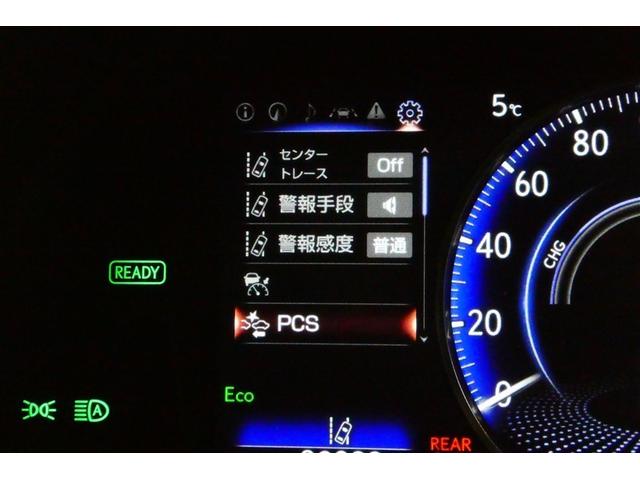 5℃
センター
トレース Off
警報手段
警報感度 普通
PCS
READY
Eco
A
REAR
80
60
40
20
0
CHG